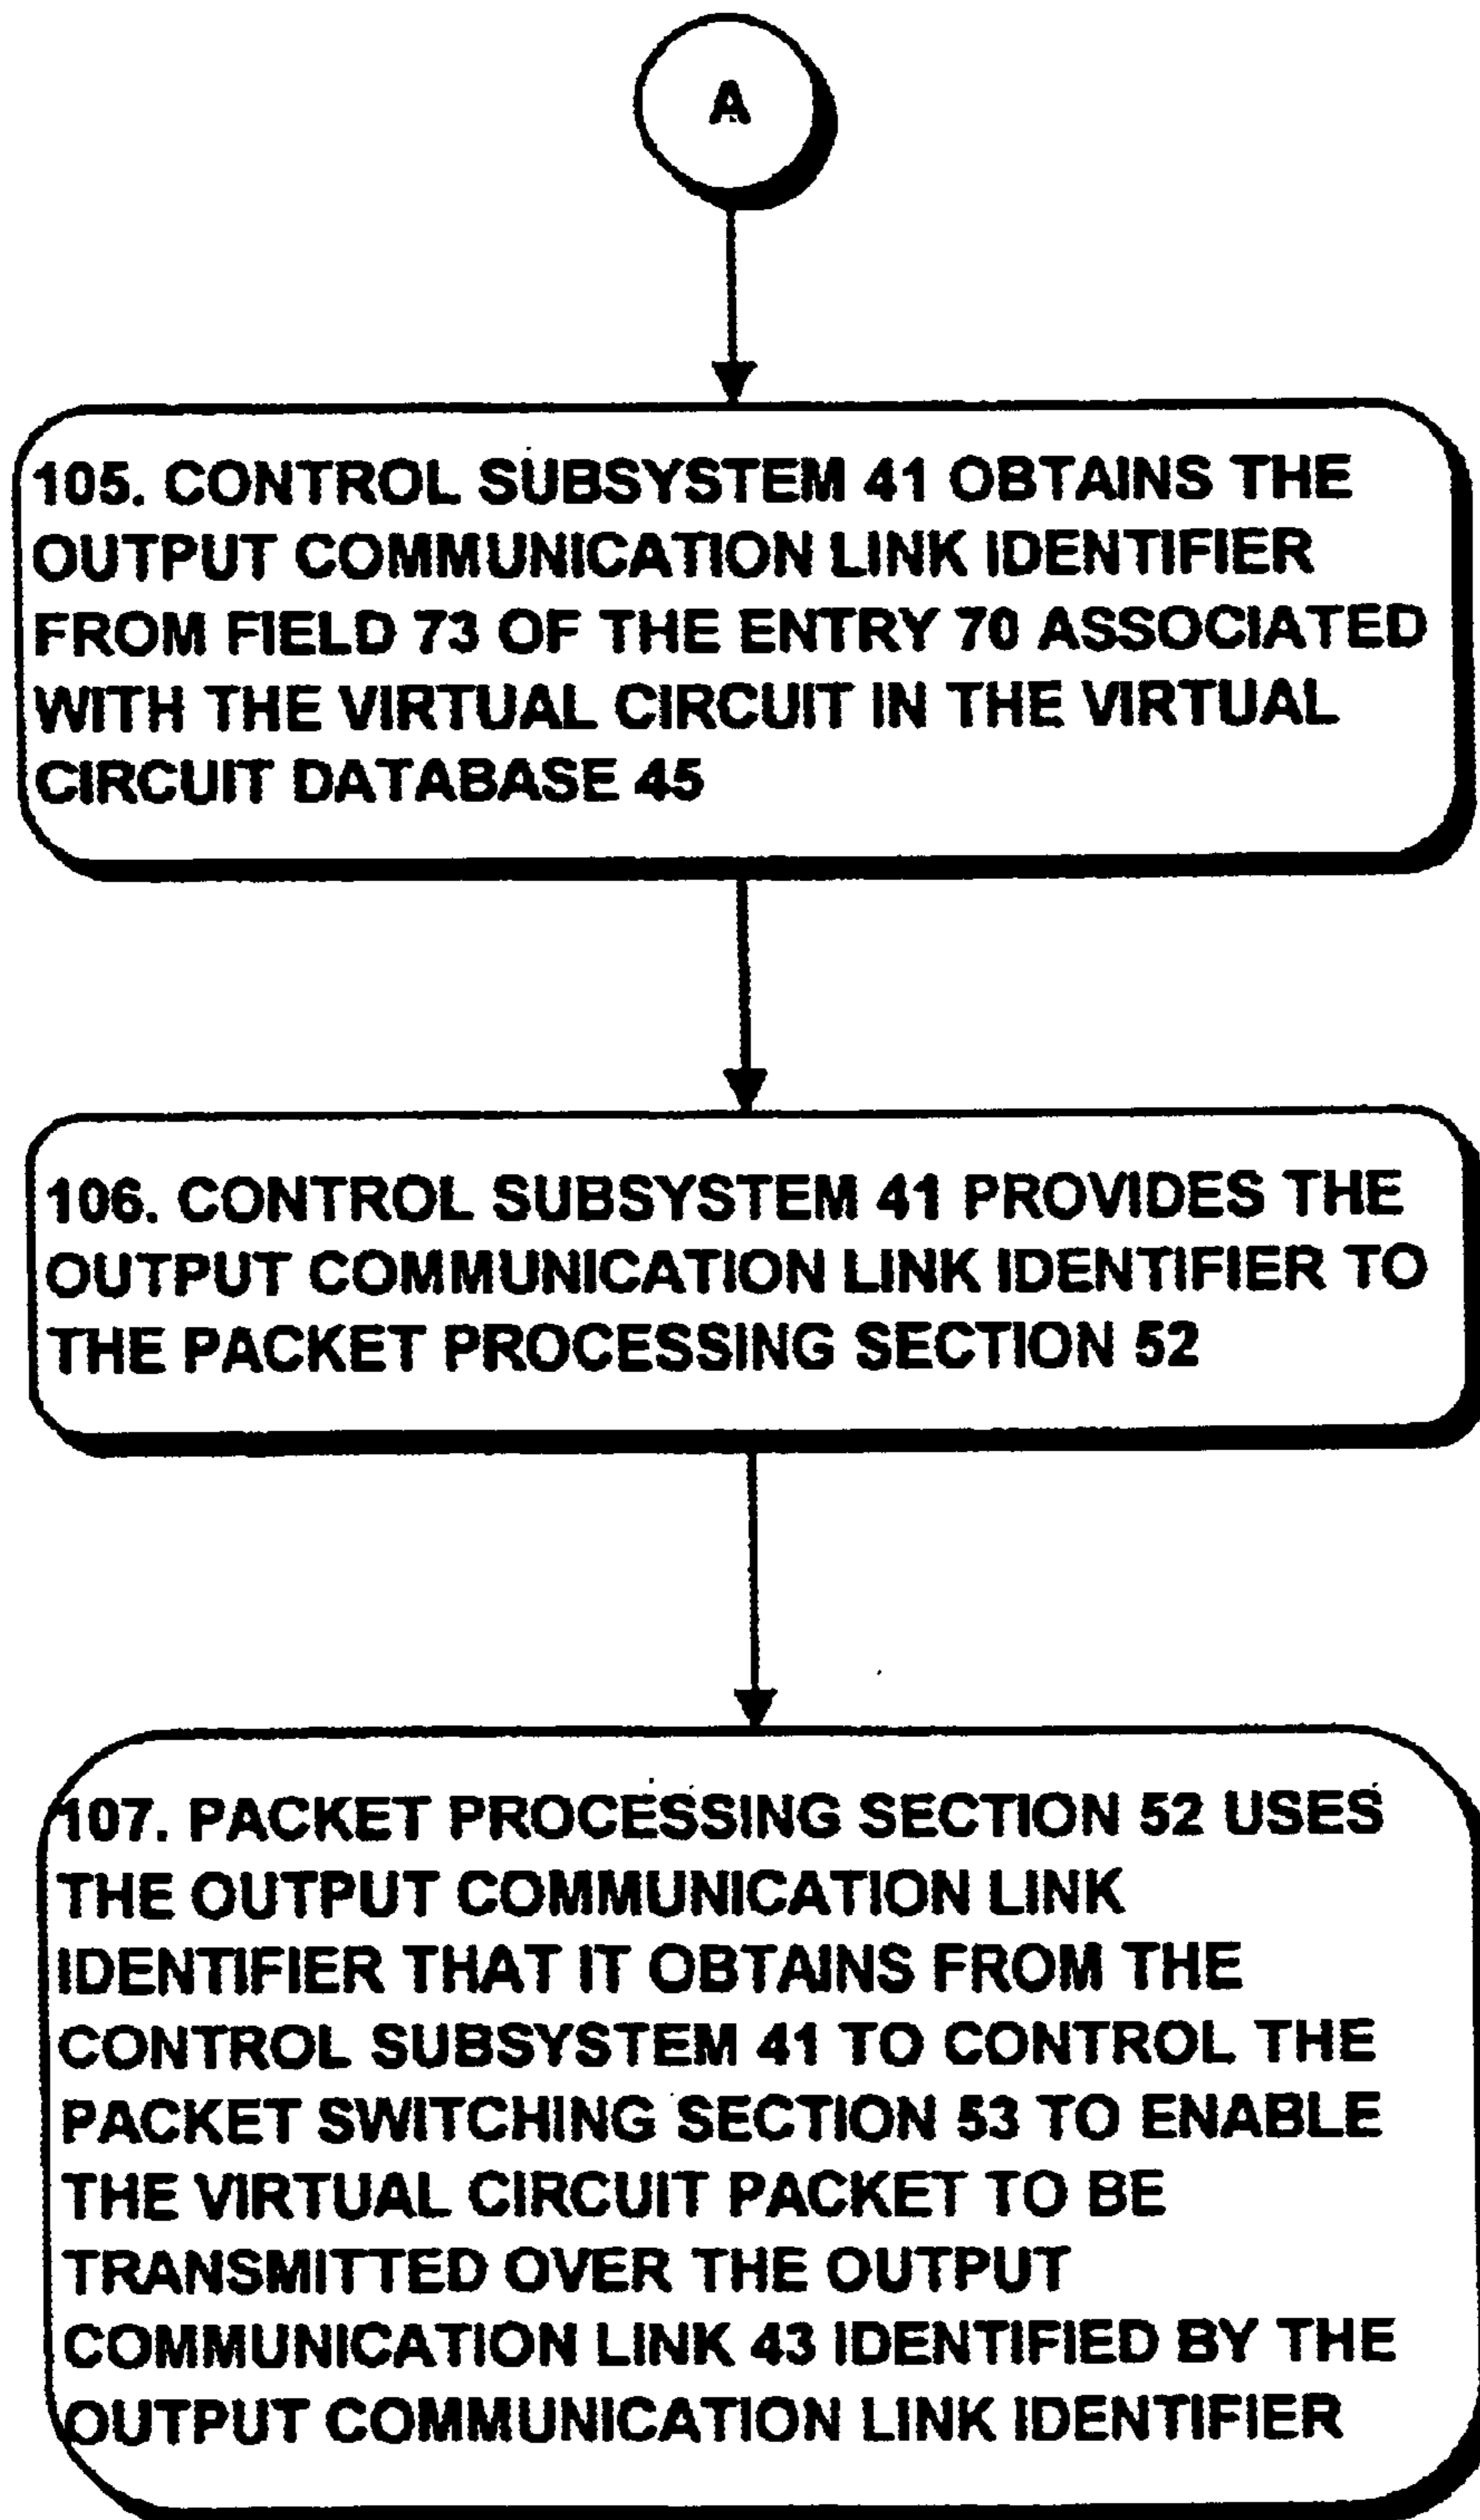 A
105. CONTROL SUBSYSTEM 41 OBTAINS THE
OUTPUT COMMUNICATION LINK IDENTIFIER
FROM FIELD 73 OF THE ENTRY 70 ASSOCIATED
WITH THE VIRTUAL CIRCUIT IN THE VIRTUAL
CIRCUIT DATABASE 45
106. CONTROL SUBSYSTEM 41 PROVIDES THE
OUTPUT COMMUNICATION LINK IDENTIFIER TO
THE PACKET PROCESSING SECTION 52
107. PACKET PROCESSING SECTION 52 USES
THE OUTPUT COMMUNICATION LINK
IDENTIFIER THAT IT OBTAINS FROM THE
CONTROL SUBSYSTEM 41 TO CONTROL THE
PACKET SWITCHING SECTION 53 TO ENABLE
THE VIRTUAL CIRCUIT PACKET TO BE
TRANSMITTED OVER THE OUTPUT
COMMUNICATION LINK 43 IDENTIFIED BY THE
OUTPUT COMMUNICATION LINK IDENTIFIER